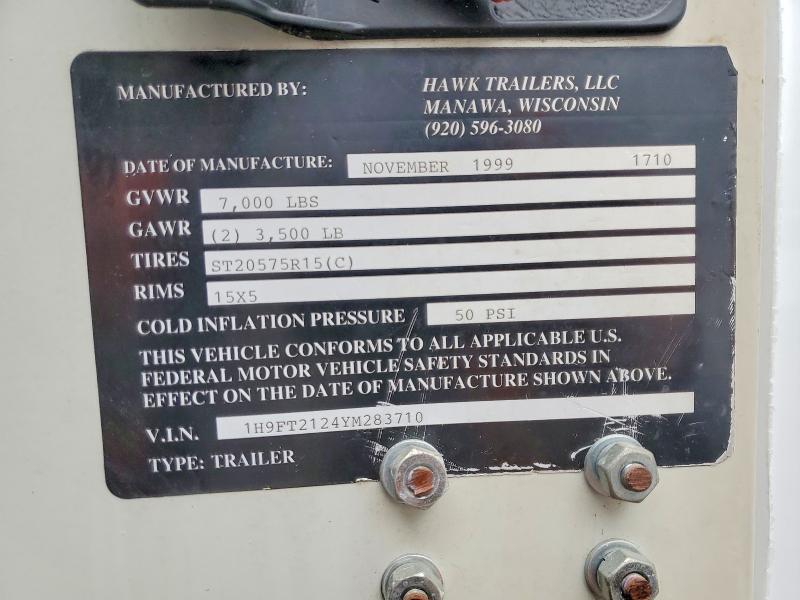 MANUFACTURED BY: HAWK TRAILERS, LLC
MANAWA, WISCONSIN
(920) 596-3080
DATE OF MANUFACTURE: NOVEMBER 1999 1710
GVWR 7,000 LBS
GAWR (2) 3,500 LB
TIRES ST20575R15(C)
RIMS 15X5
COLD INFLATION PRESSURE 50 PSI
THIS VEHICLE CONFORMS TO ALL APPLICABLE U.S.
FEDERAL MOTOR VEHICLE SAFETY STANDARDS IN
EFFECT ON THE DATE OF MANUFACTURE SHOWN ABOVE.
V.I.N. 1H9FT2124YM283710
TYPE: TRAILER